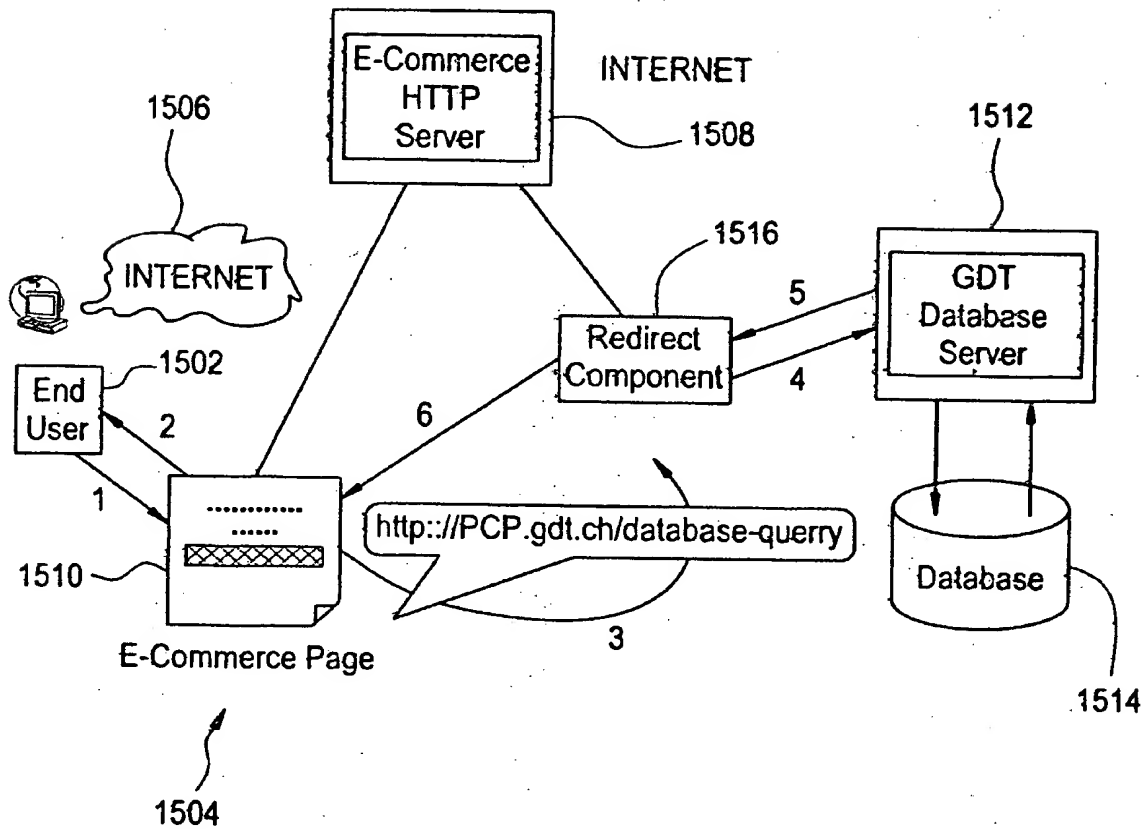 E-Commerce
HTTP
Server
INTERNET
1508
1506
INTERNET
1512
1516
GDT
Database
Server
5
4
Redirect
Component
1502
End
User
2
1
6
http:://PCP.gdt.ch/database-querry
1510
3
Database
E-Commerce Page
1514
1504